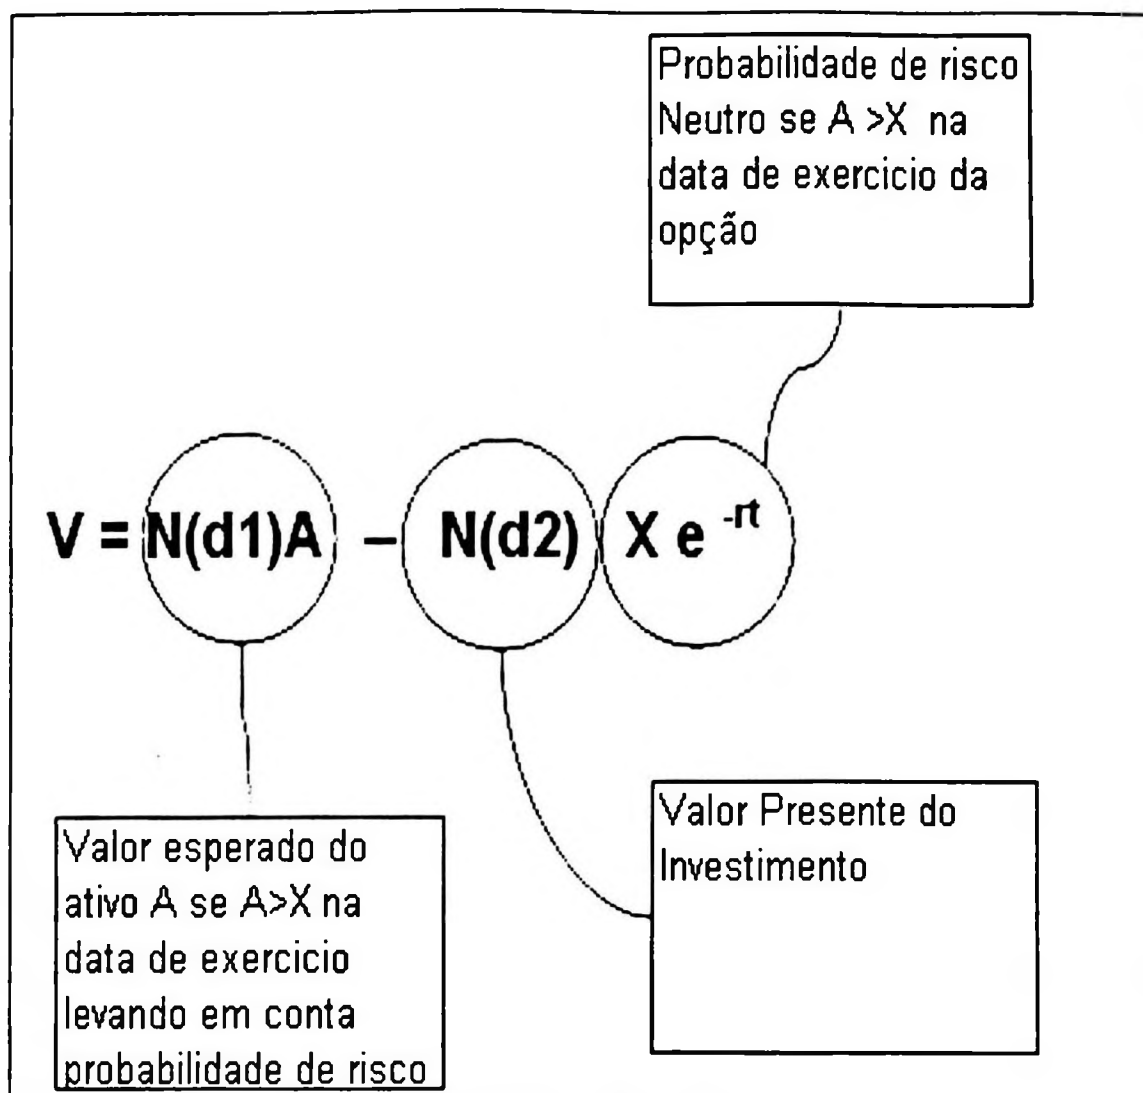 Probabilidade de risco
Neutro se A >X na
data de exercicio da
opção
V = N(d1)A – N(d2) X e -rt
Valor esperado do
ativo A se A>X na
data de exercicio
levando em conta
probabilidade de risco
Valor Presente do
Investimento